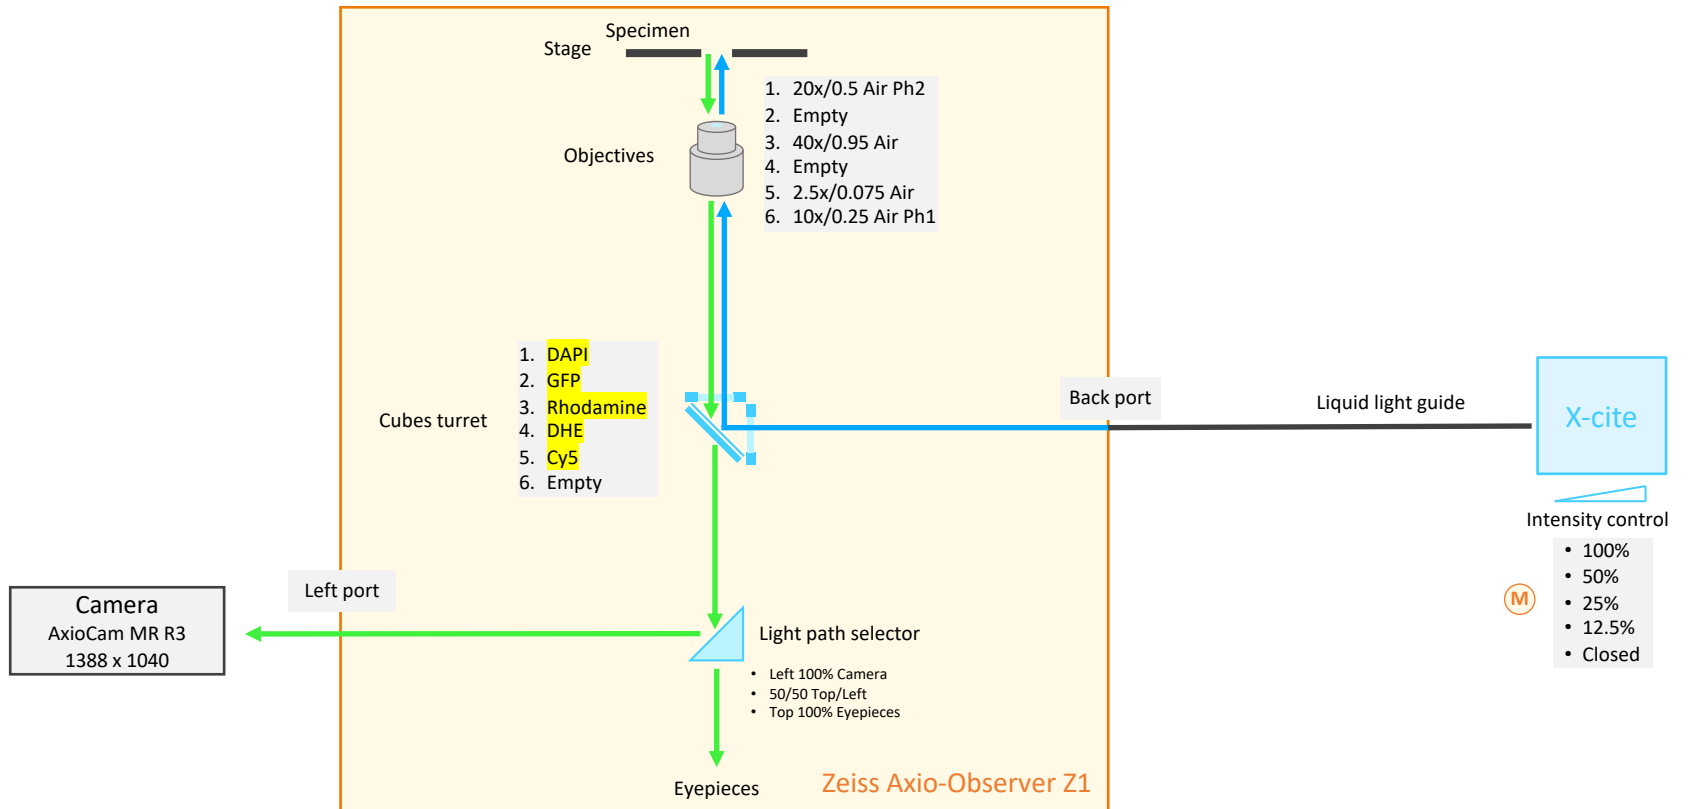 Specimen
Stage
1. 20x/0.5 Air Ph2
2. Empty
3. 40x/0.95 Air
4. Empty
5. 2.5x/0.075 Air
6. 10x/0.25 Air Ph1
Objectives
1. DAPI
2. GFP
3. Rhodamine
4. DHE
5. Cy5
6. Empty
Cubes turret
Back port
Liquid light guide
X-cite
Intensity control
• 100%
• 50%
• 25%
• 12.5%
• Closed
M
Left port
Camera
AxioCam MR R3
1388 x 1040
Light path selector
• Left 100% Camera
• 50/50 Top/Left
• Top 100% Eyepieces
Eyepieces
Zeiss Axio-Observer Z1